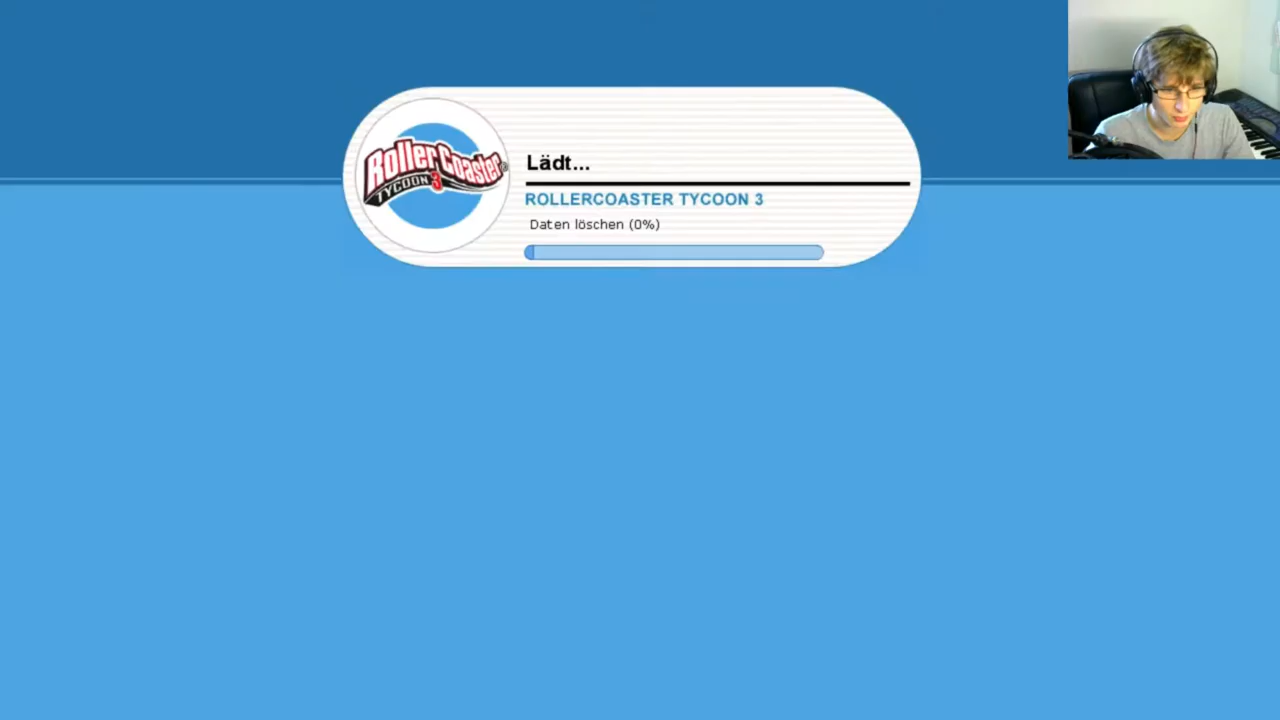 RollerCoaster
TYCOON 3
Lädt...
ROLLERCOASTER TYCOON 3
Daten löschen (0%)